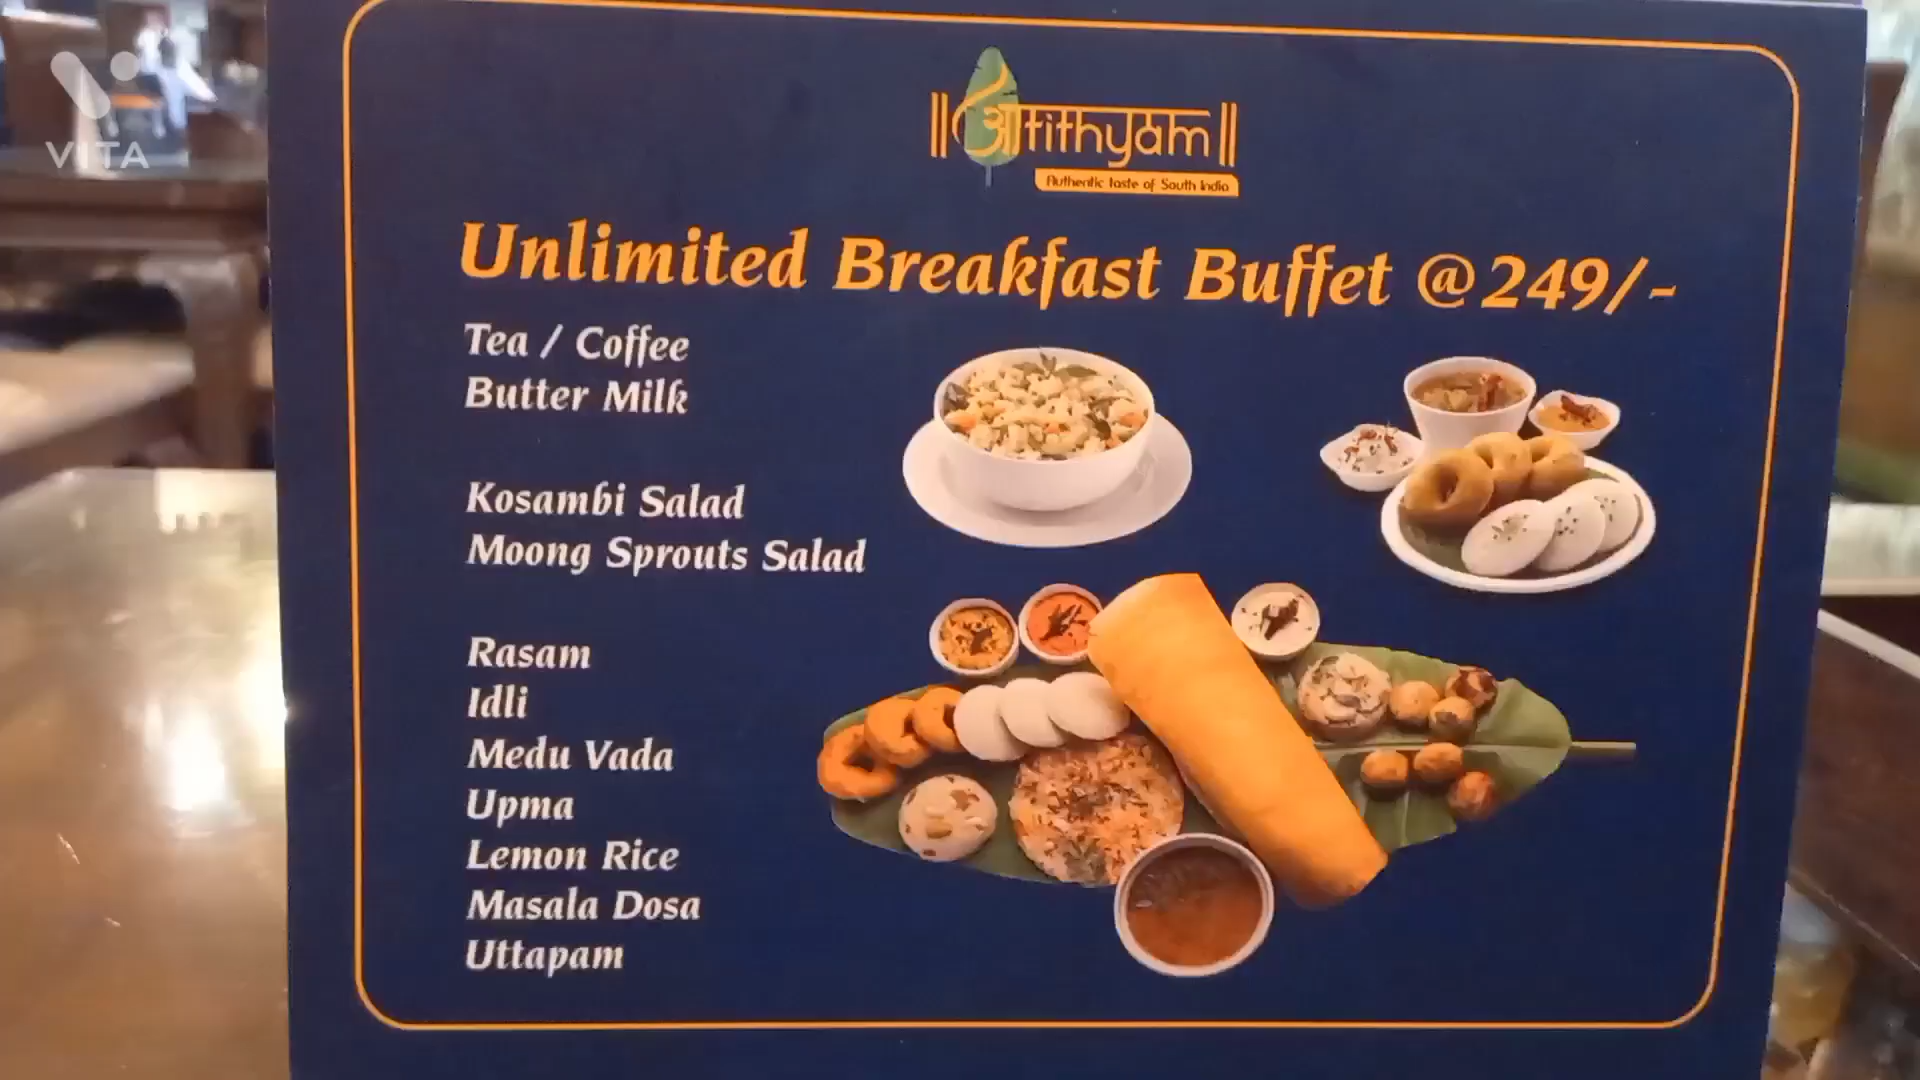 VITA
॥आtithyam॥
Authentic taste of South India
Unlimited Breakfast Buffet @249/-
Tea / Coffee
Butter Milk
Kosambi Salad
Moong Sprouts Salad
Rasam
Idli
Medu Vada
Upma
Lemon Rice
Masala Dosa
Uttapam